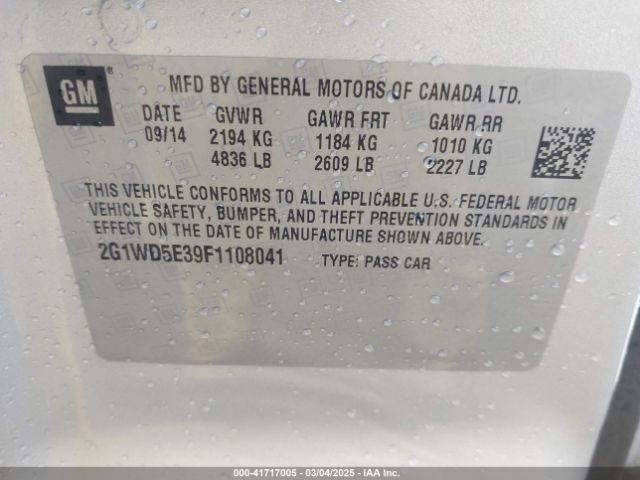 GM ®
MFD BY GENERAL MOTORS OF CANADA LTD.
DATE GVWR GAWR FRT GAWR RR
09/14 2194 KG 1184 KG 1010 KG
4836 LB 2609 LB 2227 LB
THIS VEHICLE CONFORMS TO ALL APPLICABLE U.S. FEDERAL MOTOR
VEHICLE SAFETY, BUMPER, AND THEFT PREVENTION STANDARDS IN
EFFECT ON THE DATE OF MANUFACTURE SHOWN ABOVE.
2G1WD5E39F1108041 TYPE: PASS CAR
000-41717005 - 03/04/2025 - IAA Inc.